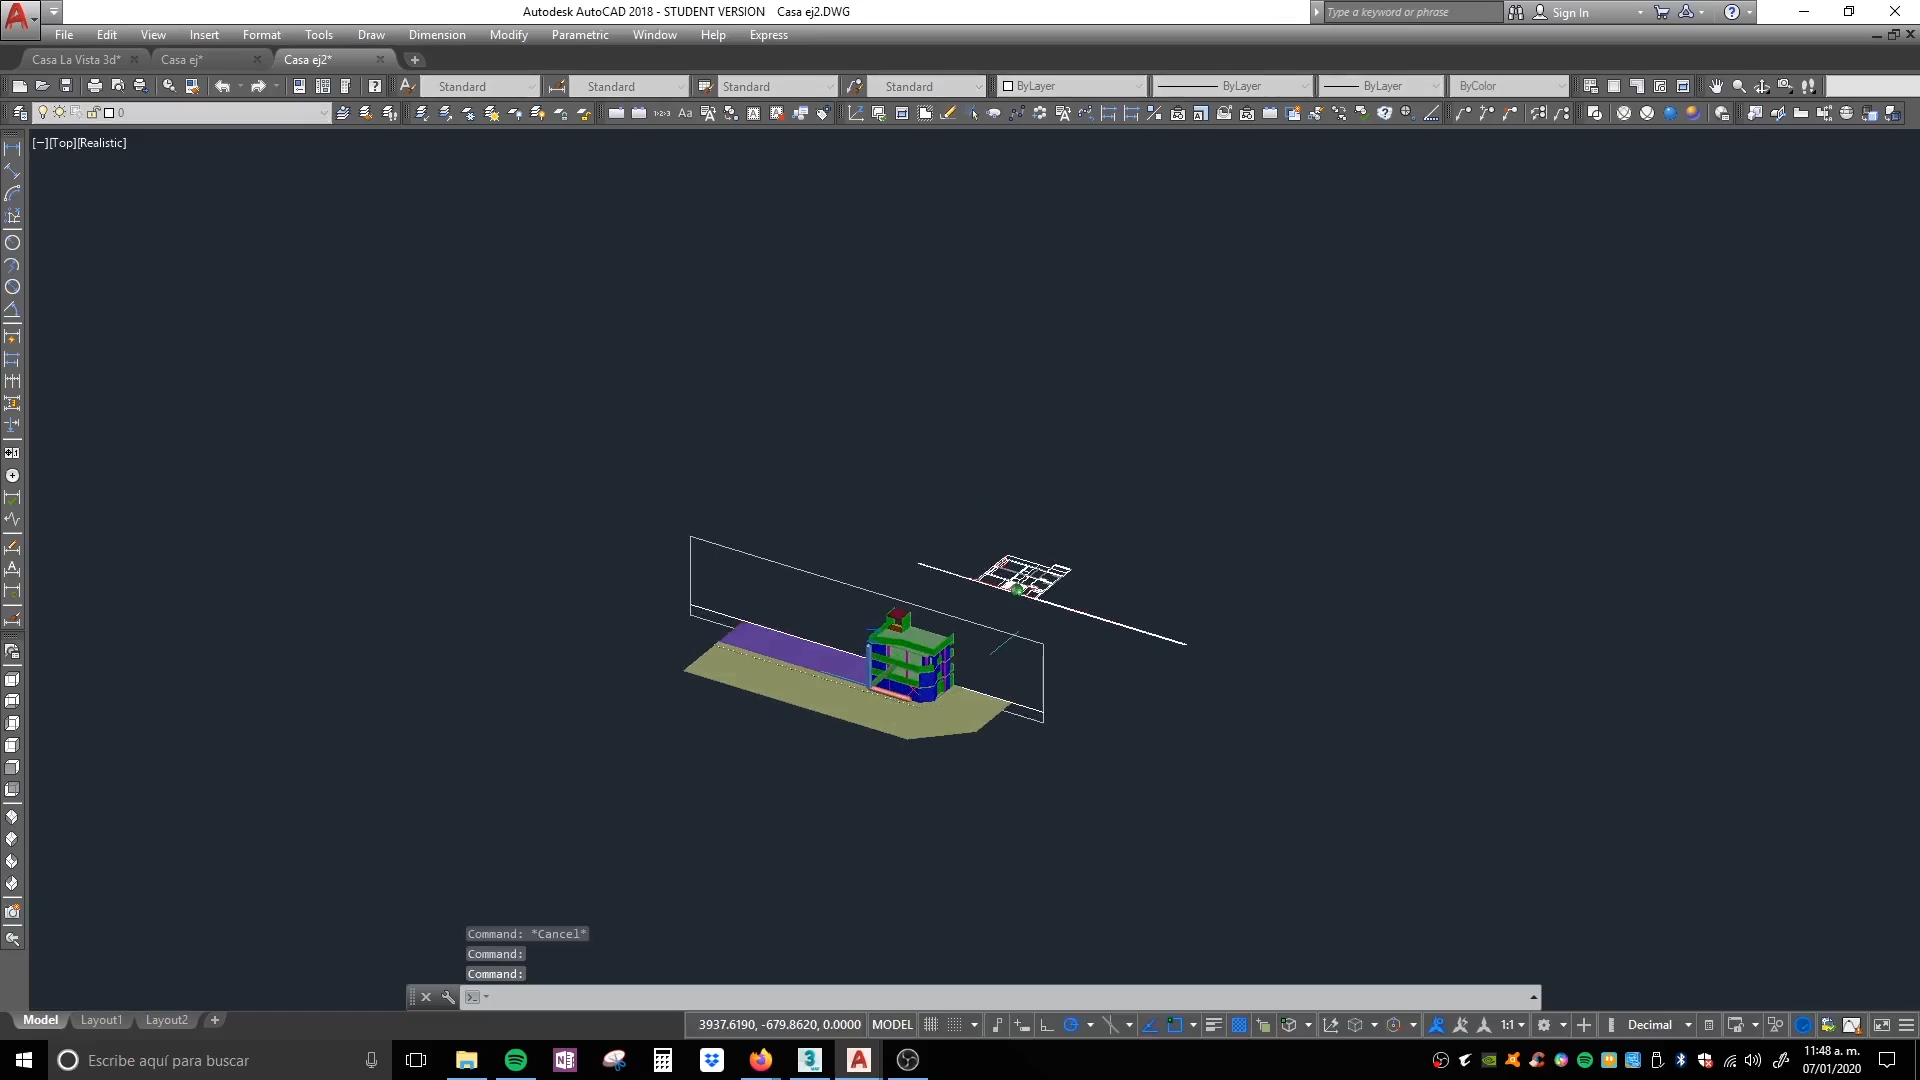 Autodesk AutoCAD 2018 - STUDENT VERSION    Casa ej2.DWG
Type a keyword or phrase
Sign In
File Edit View Insert Format Tools Draw Dimension Modify Parametric Window Help Express
Casa La Vista 3d*
Casa ej*
Casa ej2*
Standard Standard Standard Standard ByLayer ByLayer ByLayer ByColor
0
[−][Top][Realistic]
Command: *Cancel*
Command:
Command:
Model Layout1 Layout2
3937.6190, -679.8620, 0.0000 MODEL
1:1
Decimal
Escribe aquí para buscar
11:48 a. m.
07/01/2020